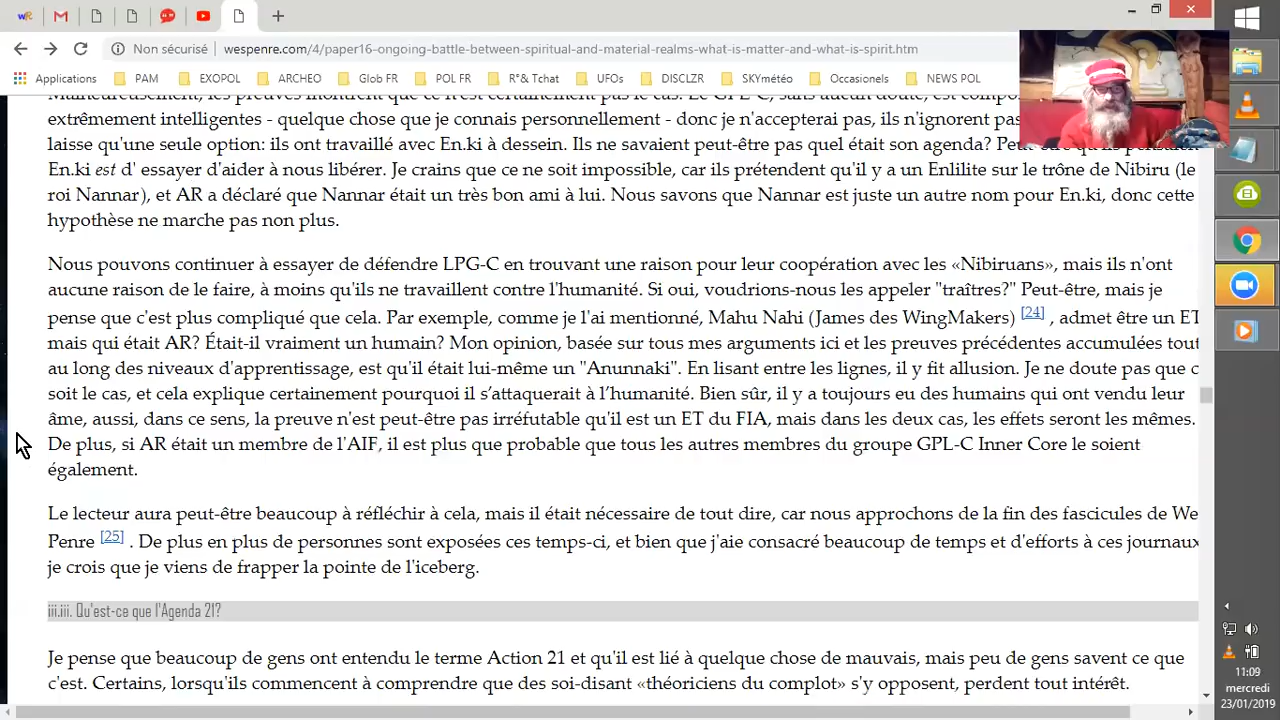 Non sécurisé
wespenre.com/4/paper16-ongoing-battle-between-spiritual-and-material-realms-what-is-matter-and-what-is-spirit.htm
Applications PAM EXOPOL ARCHEO Glob FR POL FR R°& Tchat UFOs DISCLZR SKYmétéo Occasionels NEWS POL
extrêmement intelligentes - quelque chose que je connais personnellement - donc je n'accepterai pas, ils n'ignorent pas
laisse qu'une seule option: ils ont travaillé avec En.ki à dessein. Ils ne savaient peut-être pas quel était son agenda?
En.ki est d' essayer d'aider à nous libérer. Je crains que ce ne soit impossible, car ils prétendent qu'il y a un Enlilite sur le trône de Nibiru (le
roi Nannar), et AR a déclaré que Nannar était un très bon ami à lui. Nous savons que Nannar est juste un autre nom pour En.ki, donc cette
hypothèse ne marche pas non plus.
Nous pouvons continuer à essayer de défendre LPG-C en trouvant une raison pour leur coopération avec les «Nibiruans», mais ils n'ont
aucune raison de le faire, à moins qu'ils ne travaillent contre l'humanité. Si oui, voudrions-nous les appeler "traîtres?" Peut-être, mais je
pense que c'est plus compliqué que cela. Par exemple, comme je l'ai mentionné, Mahu Nahi (James des WingMakers) [24] , admet être un ET
mais qui était AR? Était-il vraiment un humain? Mon opinion, basée sur tous mes arguments ici et les preuves précédentes accumulées tout
au long des niveaux d'apprentissage, est qu'il était lui-même un "Anunnaki". En lisant entre les lignes, il y fit allusion. Je ne doute pas que c
soit le cas, et cela explique certainement pourquoi il s’attaquerait à l’humanité. Bien sûr, il y a toujours eu des humains qui ont vendu leur
âme, aussi, dans ce sens, la preuve n'est peut-être pas irréfutable qu'il est un ET du FIA, mais dans les deux cas, les effets seront les mêmes.
De plus, si AR était un membre de l'AIF, il est plus que probable que tous les autres membres du groupe GPL-C Inner Core le soient
également.
Le lecteur aura peut-être beaucoup à réfléchir à cela, mais il était nécessaire de tout dire, car nous approchons de la fin des fascicules de We
Penre [25] . De plus en plus de personnes sont exposées ces temps-ci, et bien que j'aie consacré beaucoup de temps et d'efforts à ces journaux
je crois que je viens de frapper la pointe de l'iceberg.
iii.iii. Qu'est-ce que l'Agenda 21?
Je pense que beaucoup de gens ont entendu le terme Action 21 et qu'il est lié à quelque chose de mauvais, mais peu de gens savent ce que
c'est. Certains, lorsqu'ils commencent à comprendre que des soi-disant «théoriciens du complot» s'y opposent, perdent tout intérêt.
11:09
mercredi
23/01/2019